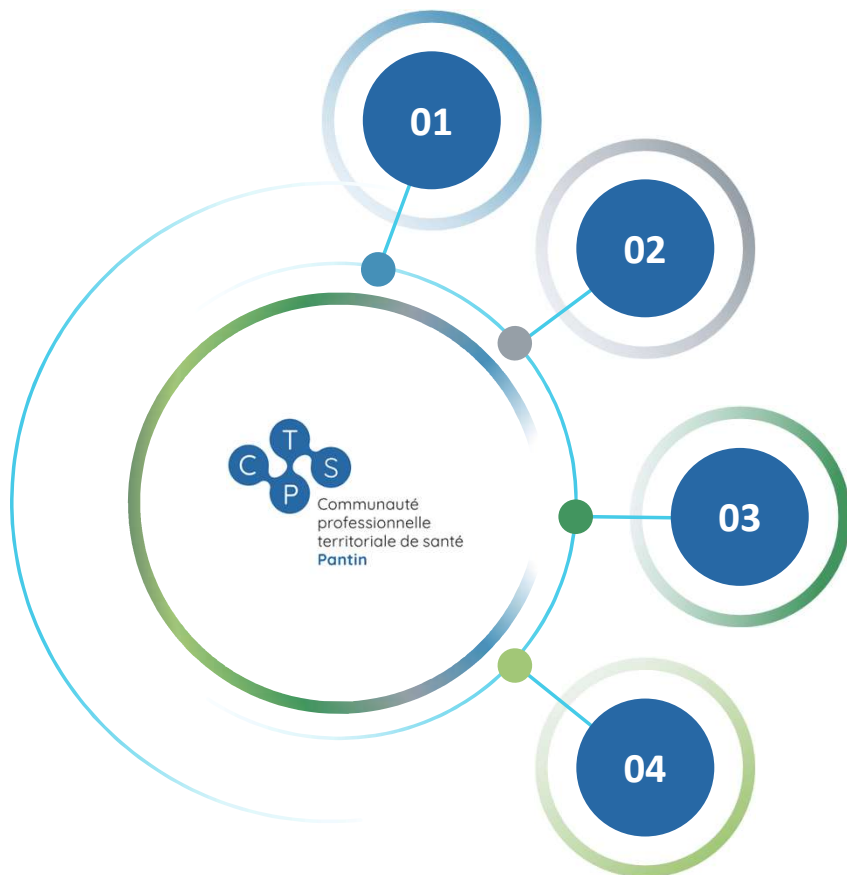 01
02
T
C S
P
Communauté
professionnelle
territoriale de santé
Pantin
03
04